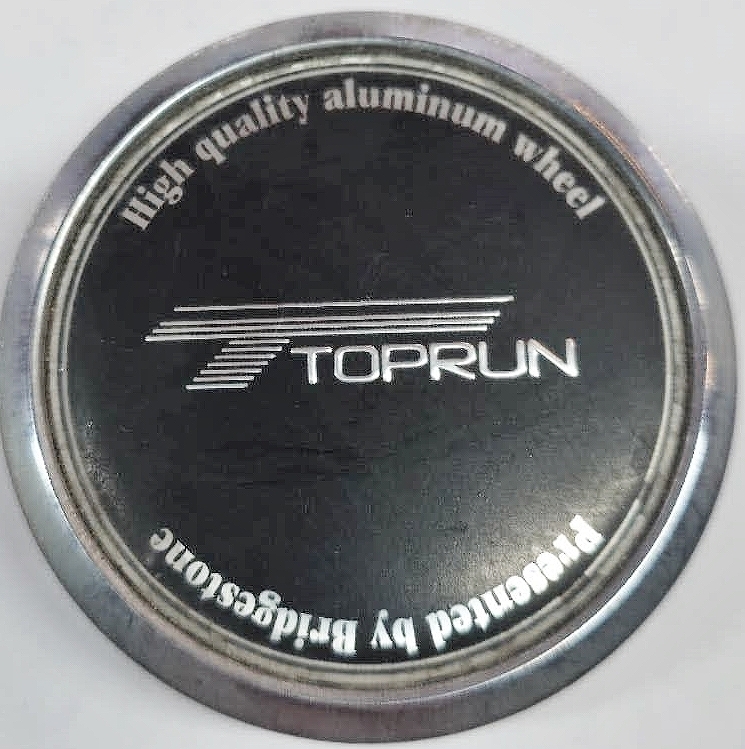 High quality aluminum wheel
TOPRUN
Presented by Bridgestone